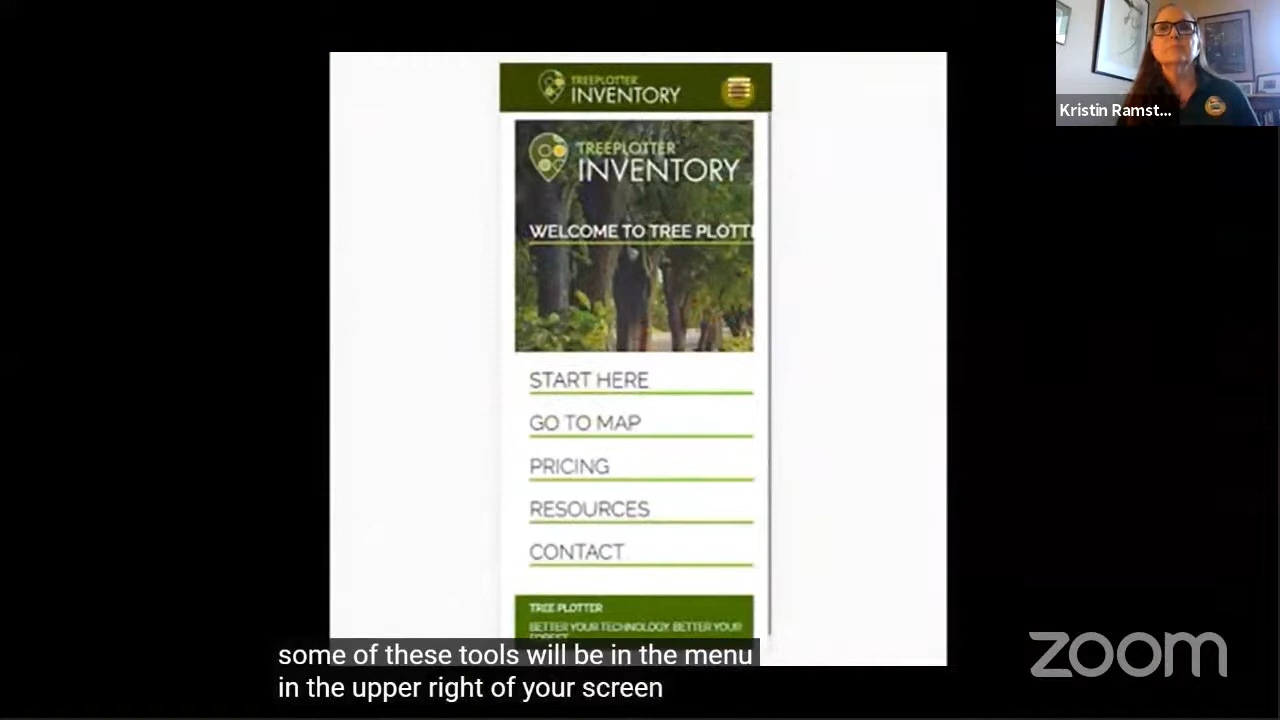 TREEPLOTTER
INVENTORY
Kristin Ramst...
TREEPLOTTER
INVENTORY
WELCOME TO TREE PLOTT
START HERE
GO TO MAP
PRICING
RESOURCES
CONTACT
TREE PLOTTER
BETTER YOUR TECHNOLOGY. BETTER YOUR
FOREST
some of these tools will be in the menu
in the upper right of your screen
zoom